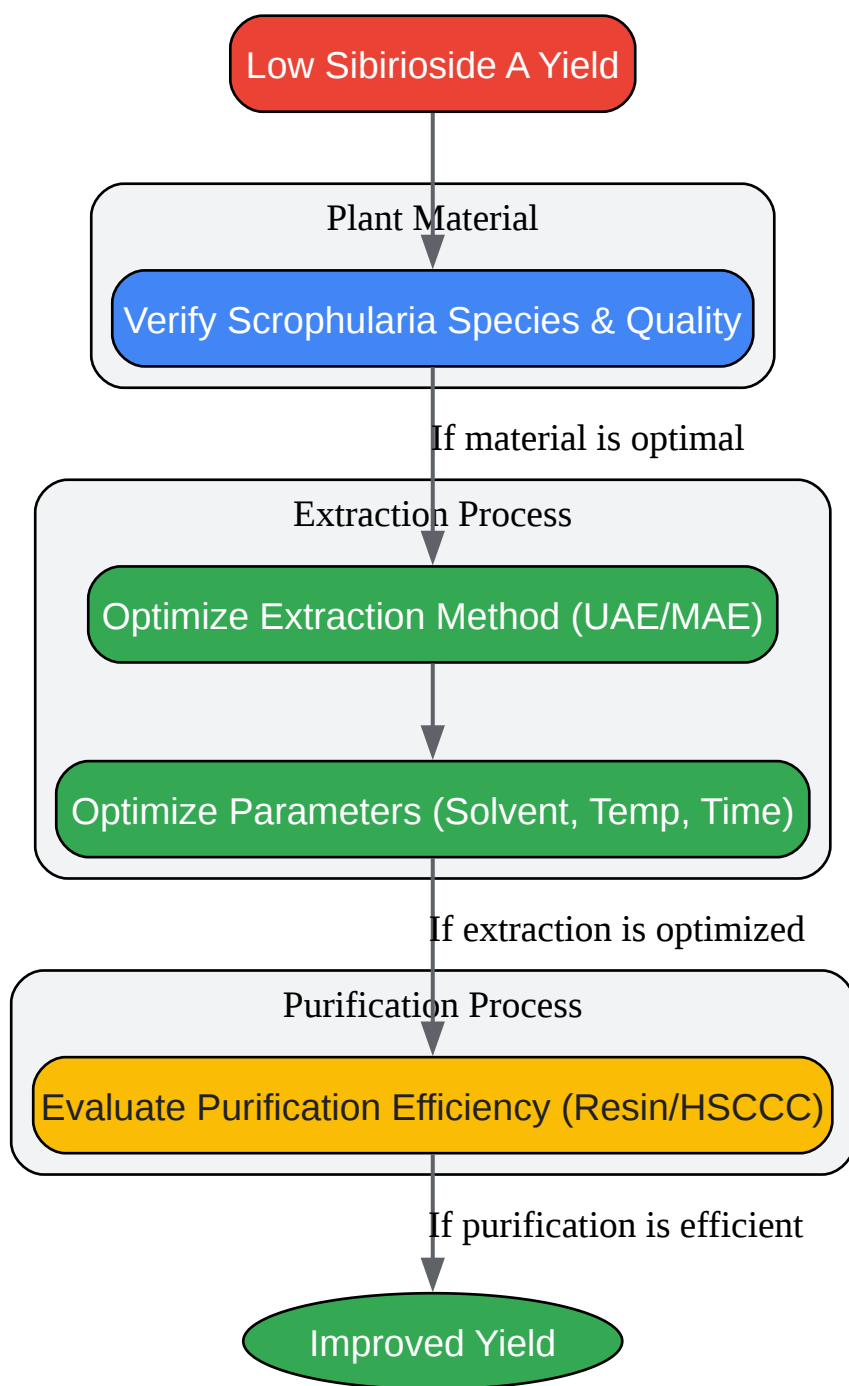 Low Sibirioside A Yield
Plant Material
Verify Scrophularia Species & Quality
If material is optimal
Extraction Process
Optimize Extraction Method (UAE/MAE)
Optimize Parameters (Solvent, Temp, Time)
If extraction is optimized
Purification Process
Evaluate Purification Efficiency (Resin/HSCCC)
If purification is efficient
Improved Yield